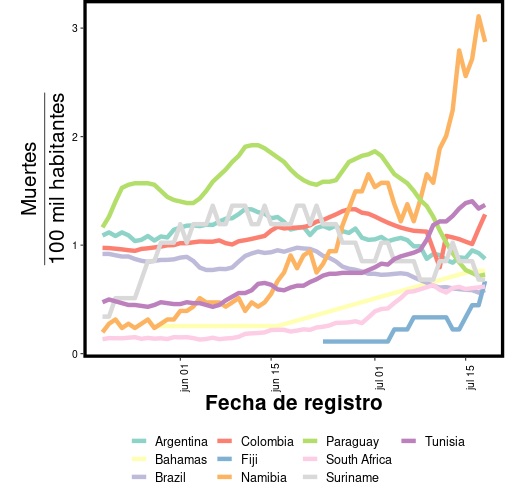 3
2
1
0
Muertes
100 mil habitantes
jun 01
jun 15
jul 01
jul 15
Fecha de registro
Argentina Colombia Paraguay Tunisia
Bahamas Fiji South Africa
Brazil Namibia Suriname